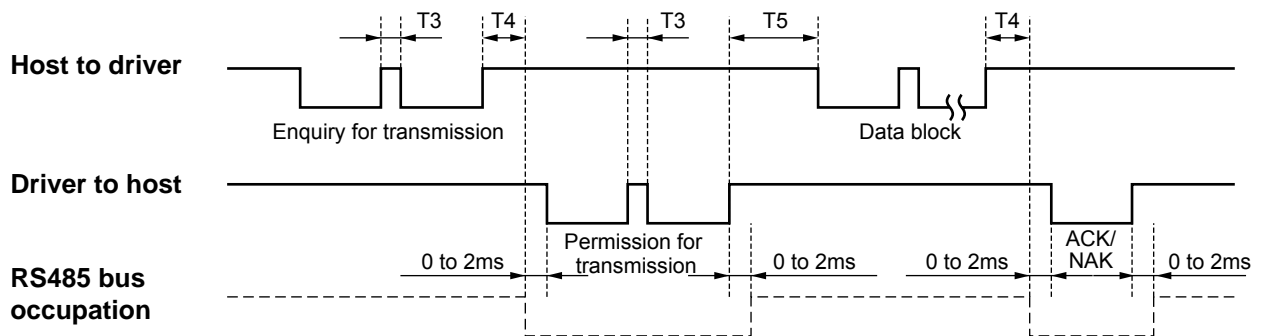 T3
T4
T3
T5
T4
Host to driver
Enquiry for transmission
Data block
Driver to host
Permission for
transmission
ACK/
NAK
0 to 2ms
0 to 2ms
0 to 2ms
0 to 2ms
RS485 bus
occupation